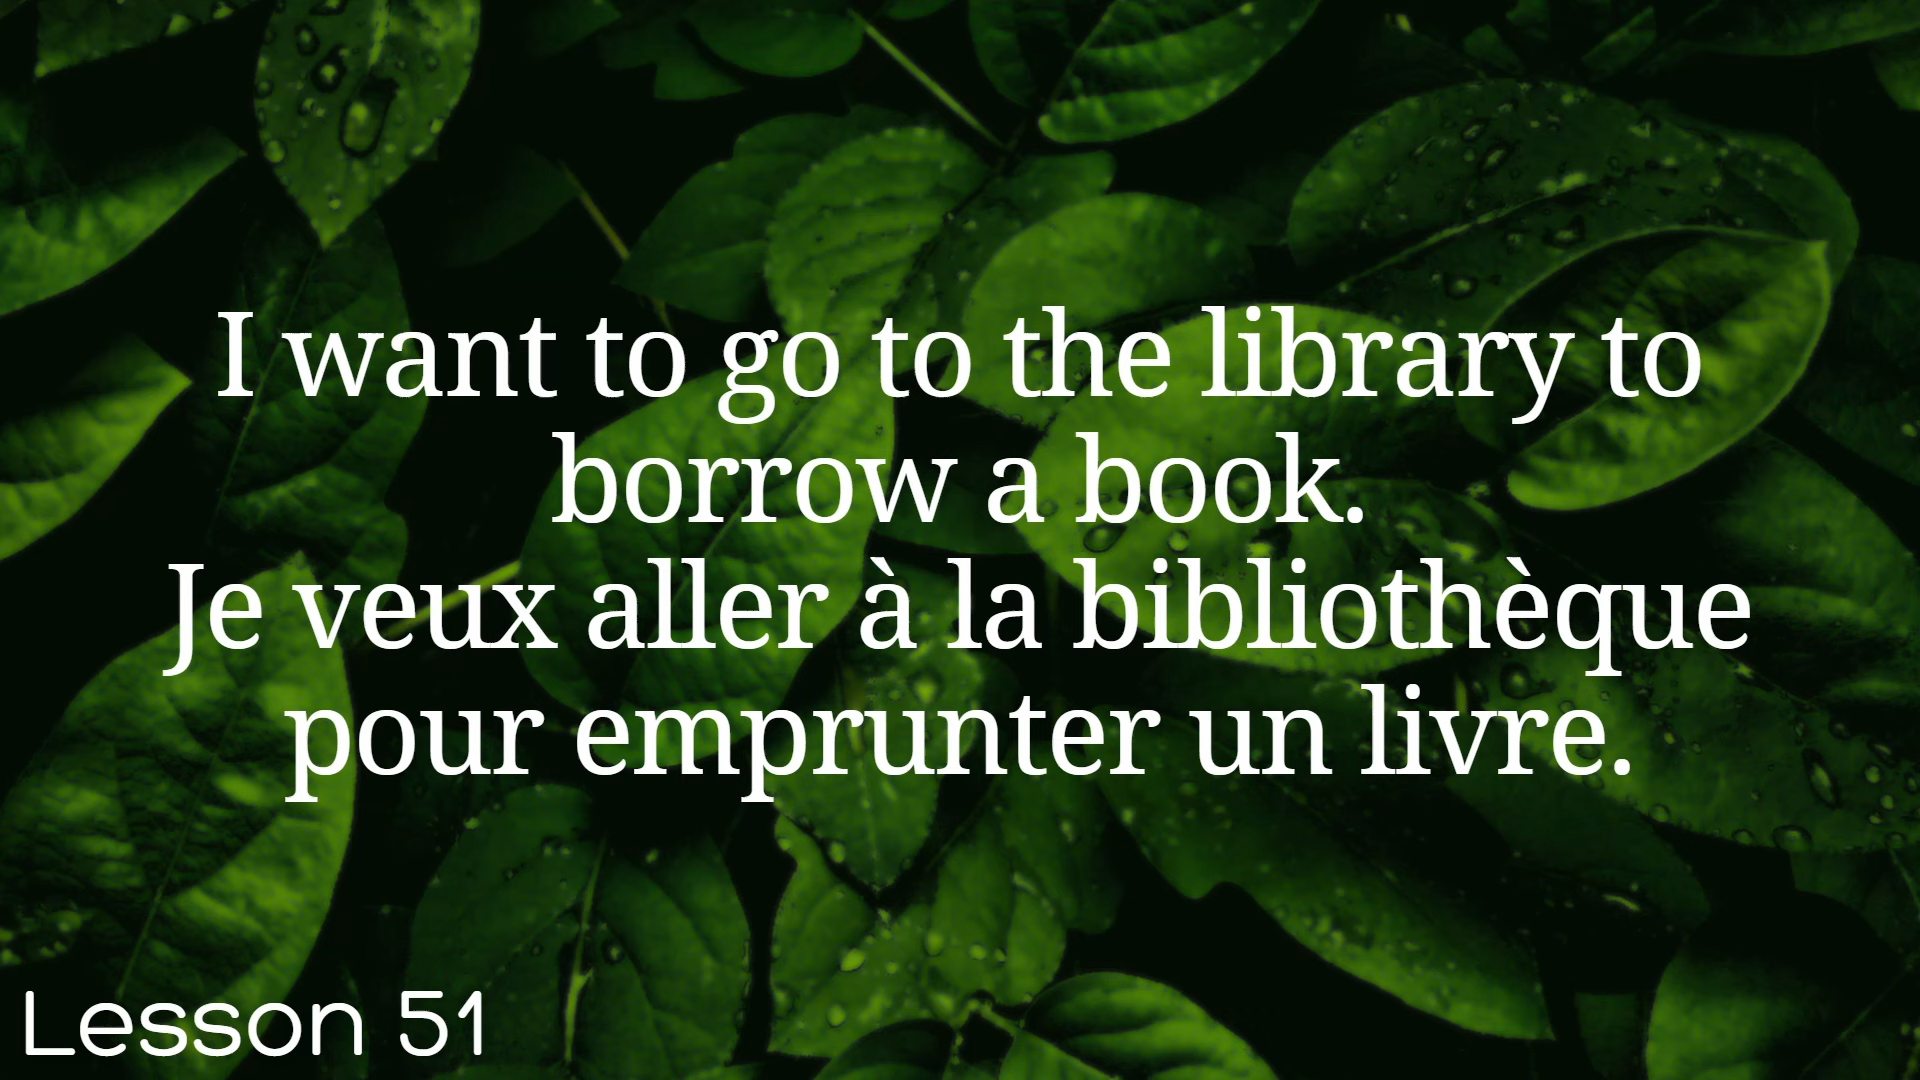 I want to go to the library to
borrow a book.
Je veux aller à la bibliothèque
pour emprunter un livre.
Lesson 51